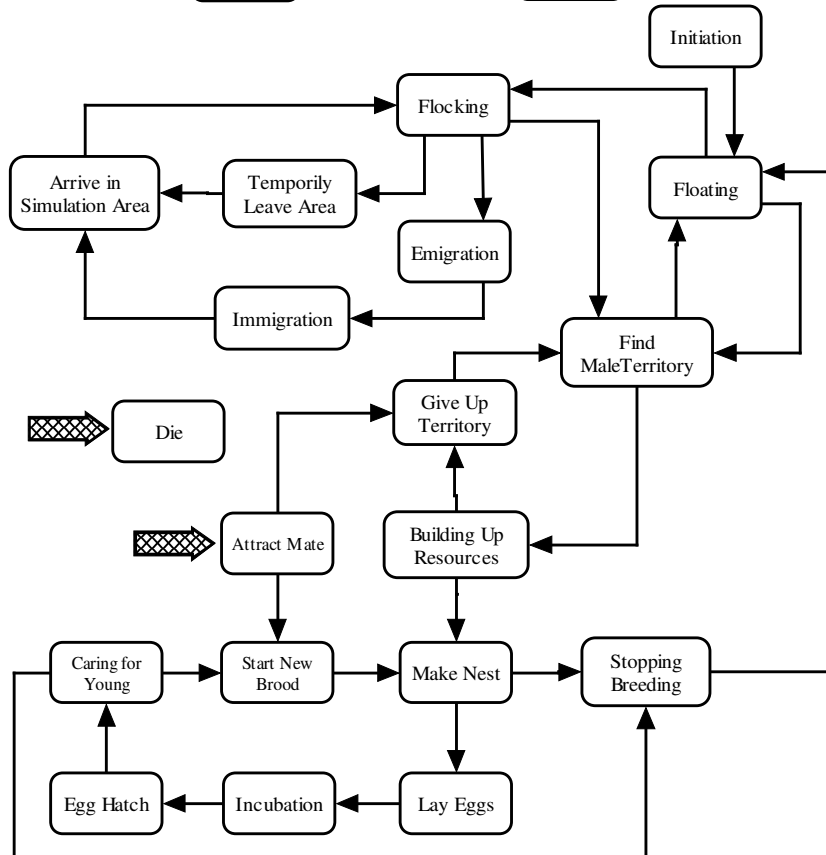 Initiation
Flocking
Arrive in
Simulation Area
Temporily
Leave Area
Floating
Emigration
Immigration
Find
MaleTerritory
Give Up
Territory
Die
Attract Mate
Building Up
Resources
Caring for
Young
Start New
Brood
Make Nest
Stopping
Breeding
Egg Hatch
Incubation
Lay Eggs